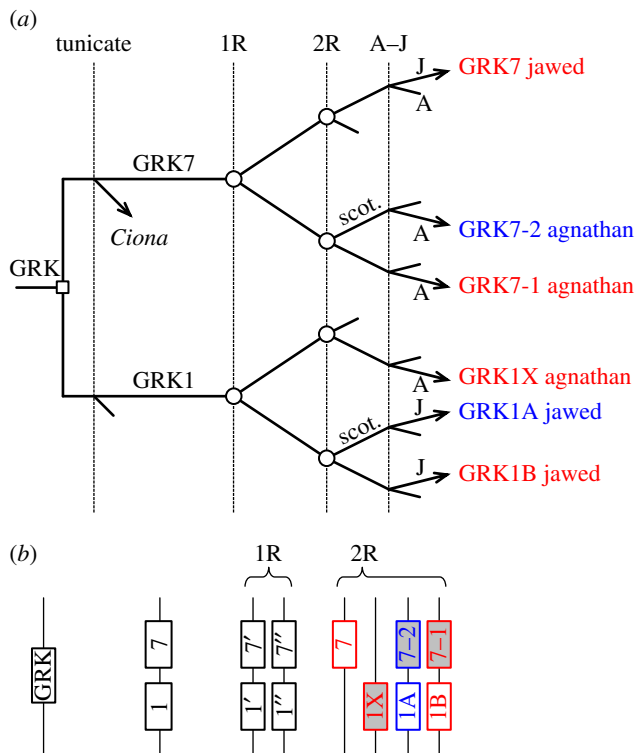 (a)
tunicate 1R 2R A–J
J GRK7 jawed
A
GRK7
scot.
GRK7-2 agnathan
A
Ciona
GRK
GRK7-1 agnathan
A
GRK1
GRK1X agnathan
A
J GRK1A jawed
scot.
J
GRK1B jawed
(b)
1R 2R
GRK
7 7′ 7″ 7 7–2 7–1
1 1′ 1″ 1X 1A 1B